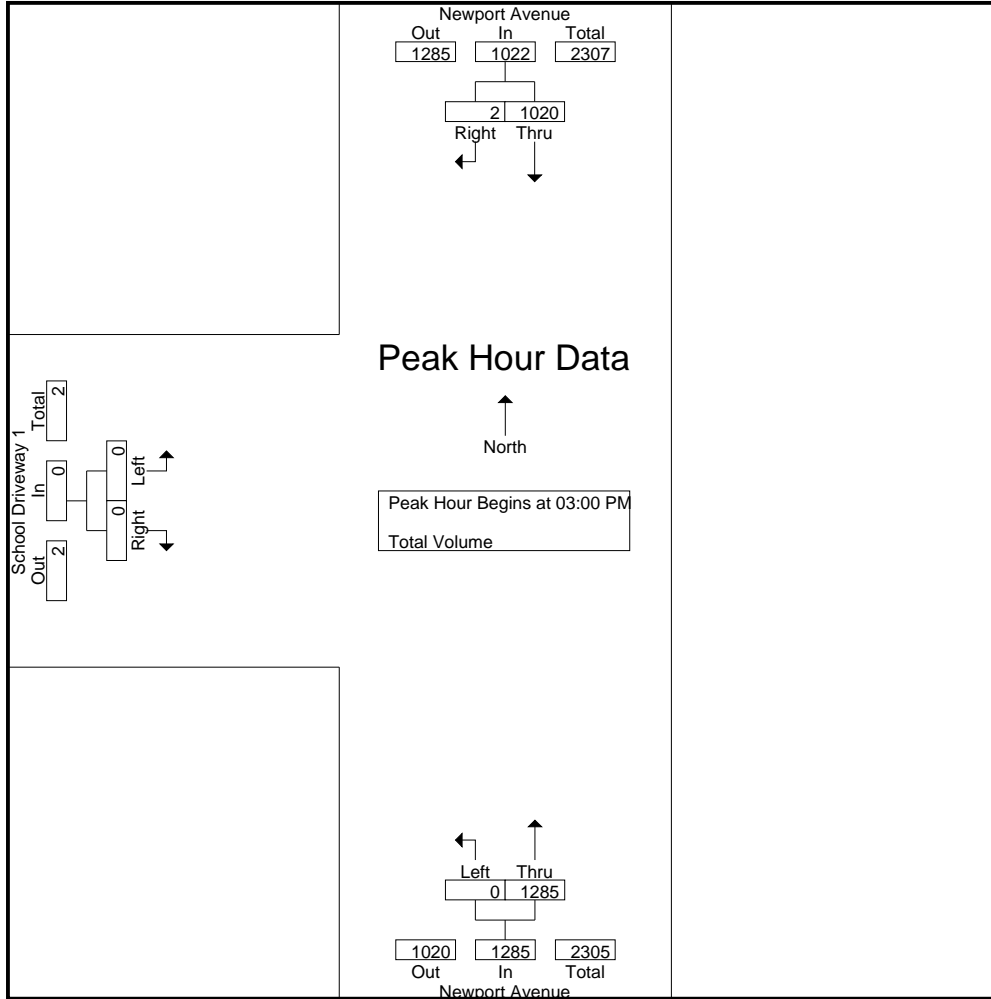 Newport Avenue
Out In Total
1285 1022 2307
2 1020
Right Thru
Peak Hour Data
North
Peak Hour Begins at 03:00 PM
Total Volume
School Driveway 1
Out In Total
2 0 2
Right Left
0 0
Left Thru
0 1285
1020 1285 2305
Out In Total
Newport Avenue